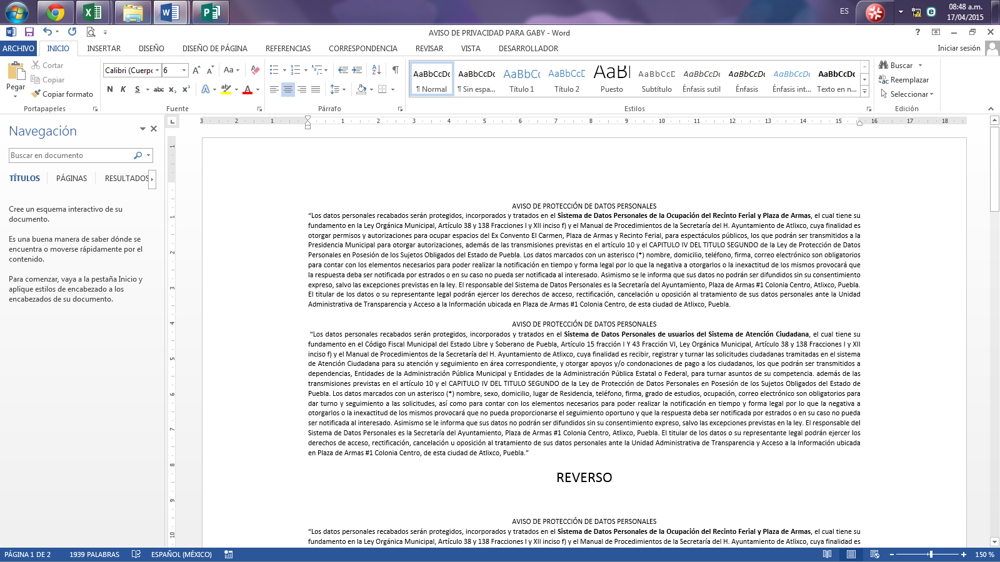 ES
08:48 a.m.
17/04/2015
AVISO DE PRIVACIDAD PARA GABY - Word
ARCHIVO INICIO INSERTAR DISEÑO DISEÑO DE PÁGINA REFERENCIAS CORRESPONDENCIA REVISAR VISTA DESARROLLADOR Iniciar sesión
Pegar
Cortar
Copiar
Copiar formato
Portapapeles
Calibri (Cuerpo 6
N K S abc x₂ x²
Fuente
Párrafo
AaBbCcDc AaBbCcDc AaBbCc AaBbCcD AaBl AaBbCcD AaBbCcDc AaBbCcDc AaBbCcDc AaBbCcDc
¶ Normal ¶ Sin espa... Título 1 Título 2 Puesto Subtítulo Énfasis sutil Énfasis Énfasis int... Texto en n...
Estilos
Buscar
Reemplazar
Seleccionar
Edición
3 2 1 1 2 3 4 5 6 7 8 9 10 11 12 13 14 15 16 17 18
Navegación
Buscar en documento
TÍTULOS PÁGINAS RESULTADOS
Cree un esquema interactivo de su
documento.
Es una buena manera de saber dónde se
encuentra o moverse rápidamente por el
contenido.
Para comenzar, vaya a la pestaña Inicio y
aplique estilos de encabezado a los
encabezados de su documento.
1
1
2
3
4
5
6
7
8
9
10
AVISO DE PROTECCIÓN DE DATOS PERSONALES
“Los datos personales recabados serán protegidos, incorporados y tratados en el Sistema de Datos Personales de la Ocupación del Recinto Ferial y Plaza de Armas, el cual tiene su
fundamento en la Ley Orgánica Municipal, Artículo 38 y 138 Fracciones I y XII inciso f) y el Manual de Procedimientos de la Secretaría del H. Ayuntamiento de Atlixco, cuya finalidad es
otorgar permisos y autorizaciones para ocupar espacios del Ex Convento El Carmen, Plaza de Armas y Recinto Ferial, para espectáculos públicos, los que podrán ser transmitidos a la
Presidencia Municipal para otorgar autorizaciones, además de las transmisiones previstas en el artículo 10 y el CAPITULO IV DEL TITULO SEGUNDO de la Ley de Protección de Datos
Personales en Posesión de los Sujetos Obligados del Estado de Puebla. Los datos marcados con un asterisco (*) nombre, domicilio, teléfono, firma, correo electrónico son obligatorios
para contar con los elementos necesarios para poder realizar la notificación en tiempo y forma legal por lo que la negativa a otorgarlos o la inexactitud de los mismos provocará que
la respuesta deba ser notificada por estrados o en su caso no pueda ser notificada al interesado. Asimismo se le informa que sus datos no podrán ser difundidos sin su consentimiento
expreso, salvo las excepciones previstas en la ley. El responsable del Sistema de Datos Personales es la Secretaría del Ayuntamiento, Plaza de Armas #1 Colonia Centro, Atlixco, Puebla.
El titular de los datos o su representante legal podrán ejercer los derechos de acceso, rectificación, cancelación u oposición al tratamiento de sus datos personales ante la Unidad
Administrativa de Transparencia y Acceso a la Información ubicada en Plaza de Armas #1 Colonia Centro, de esta ciudad de Atlixco, Puebla.
AVISO DE PROTECCIÓN DE DATOS PERSONALES
“Los datos personales recabados serán protegidos, incorporados y tratados en el Sistema de Datos Personales de usuarios del Sistema de Atención Ciudadana, el cual tiene su
fundamento en el Código Fiscal Municipal del Estado Libre y Soberano de Puebla, Artículo 15 fracción I Y 43 Fracción VI, Ley Orgánica Municipal, Artículo 38 y 138 Fracciones I y XII
inciso f) y el Manual de Procedimientos de la Secretaría del H. Ayuntamiento de Atlixco, cuya finalidad es recibir, registrar y turnar las solicitudes ciudadanas tramitadas en el sistema
de Atención Ciudadana para su atención y seguimiento en área correspondiente, y otorgar apoyos y/o condonaciones de pago a los ciudadanos, los que podrán ser transmitidos a
dependencias, Entidades de la Administración Pública Municipal y Entidades de la Administración Pública Estatal o Federal, para turnar asuntos de su competencia. además de las
transmisiones previstas en el artículo 10 y el CAPITULO IV DEL TITULO SEGUNDO de la Ley de Protección de Datos Personales en Posesión de los Sujetos Obligados del Estado de
Puebla. Los datos marcados con un asterisco (*) nombre, sexo, domicilio, lugar de Residencia, teléfono, firma, grado de estudios, ocupación, correo electrónico son obligatorios para
dar turno y seguimiento a las solicitudes, así como para contar con los elementos necesarios para poder realizar la notificación en tiempo y forma legal por lo que la negativa a
otorgarlos o la inexactitud de los mismos provocará que no pueda proporcionarse el seguimiento oportuno y que la respuesta deba ser notificada por estrados o en su caso no pueda
ser notificada al interesado. Asimismo se le informa que sus datos no podrán ser difundidos sin su consentimiento expreso, salvo las excepciones previstas en la ley. El responsable del
Sistema de Datos Personales es la Secretaría del Ayuntamiento, Plaza de Armas #1 Colonia Centro, Atlixco, Puebla. El titular de los datos o su representante legal podrán ejercer los
derechos de acceso, rectificación, cancelación u oposición al tratamiento de sus datos personales ante la Unidad Administrativa de Transparencia y Acceso a la Información ubicada
en Plaza de Armas #1 Colonia Centro, de esta ciudad de Atlixco, Puebla.”
REVERSO
AVISO DE PROTECCIÓN DE DATOS PERSONALES
“Los datos personales recabados serán protegidos, incorporados y tratados en el Sistema de Datos Personales de la Ocupación del Recinto Ferial y Plaza de Armas, el cual tiene su
fundamento en la Ley Orgánica Municipal, Artículo 38 y 138 Fracciones I y XII inciso f) y el Manual de Procedimientos de la Secretaría del H. Ayuntamiento de Atlixco, cuya finalidad es
PÁGINA 1 DE 2 1939 PALABRAS ESPAÑOL (MÉXICO) 150 %